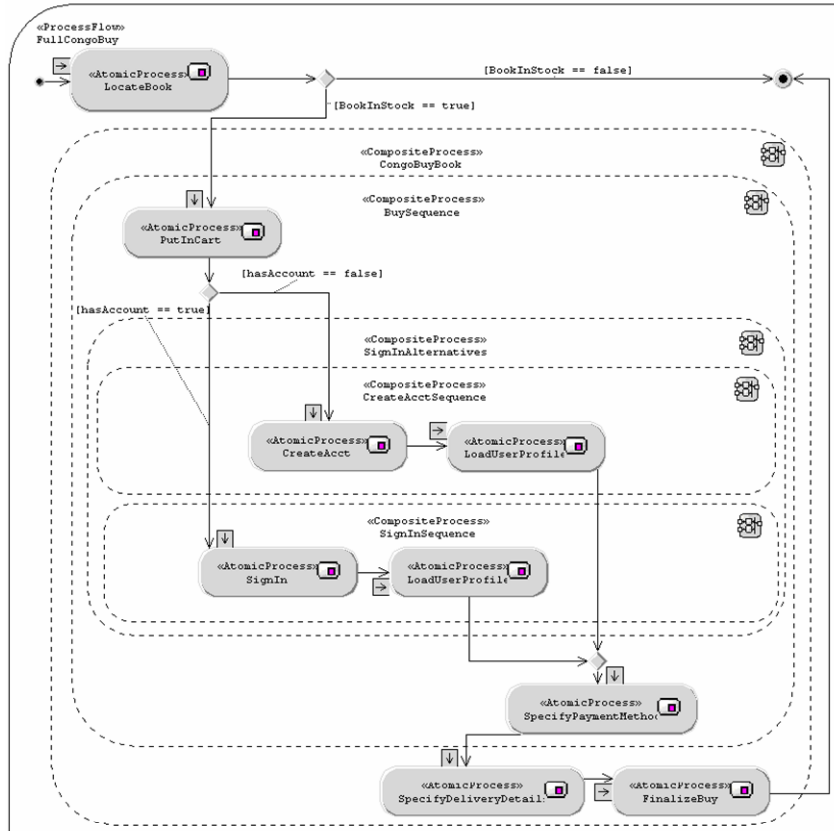 «ProcessFlow»
FullCongoBuy
«AtomicProcess»
LocateBook
[BookInStock == false]
[BookInStock == true]
«CompositeProcess»
CongoBuyBook
«CompositeProcess»
BuySequence
«AtomicProcess»
PutInCart
[hasAccount == false]
[hasAccount == true]
«CompositeProcess»
SignInAlternatives
«CompositeProcess»
CreateAcctSequence
«AtomicProcess»
CreateAcct
«AtomicProcess»
LoadUserProfile
«CompositeProcess»
SignInSequence
«AtomicProcess»
SignIn
«AtomicProcess»
LoadUserProfile
«AtomicProcess»
SpecifyPaymentMetho
«AtomicProcess»
SpecifyDeliveryDetails
«AtomicProcess»
FinalizeBuy